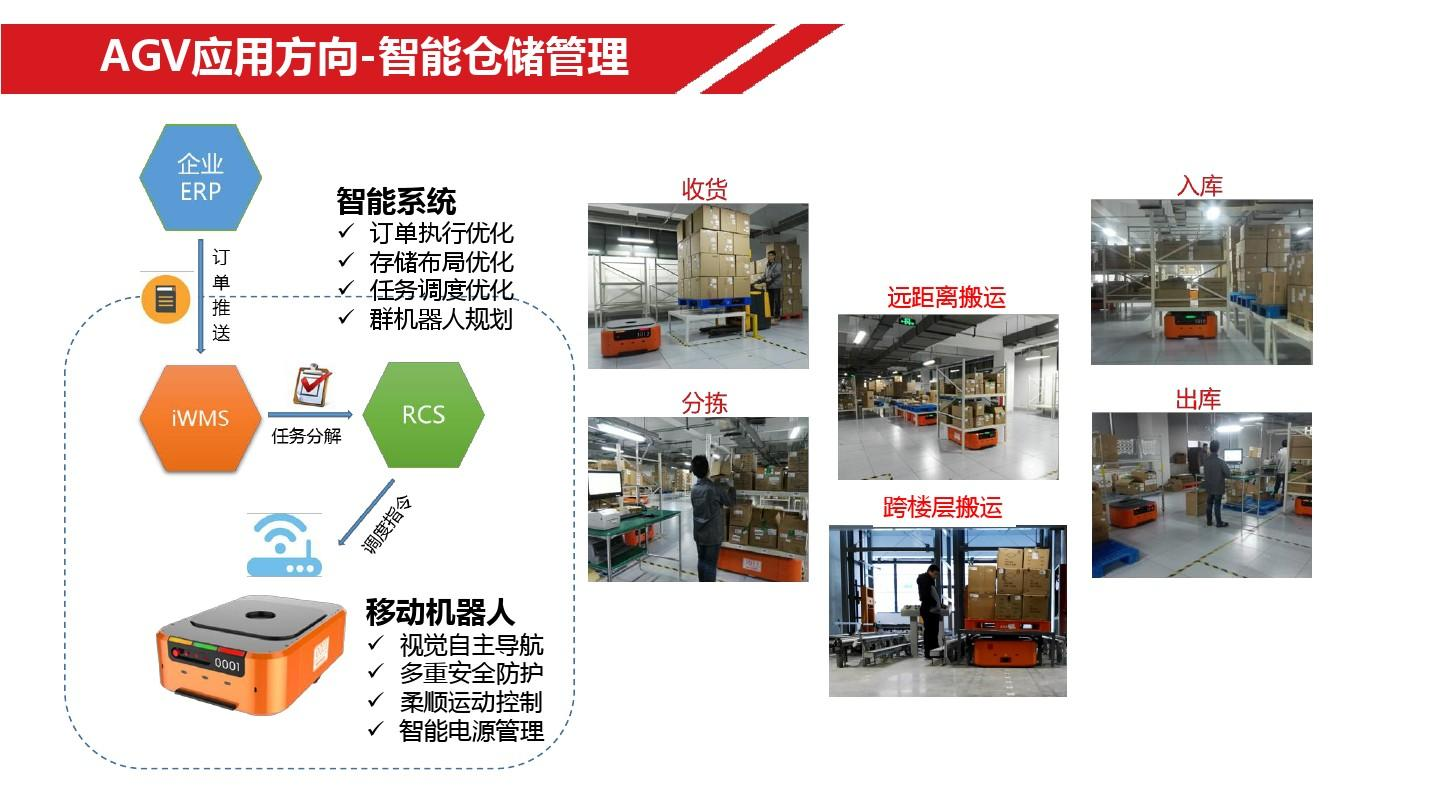 AGV应用方向-智能仓储管理
企业
ERP
订
单
推
送
智能系统
✓ 订单执行优化
✓ 存储布局优化
✓ 任务调度优化
✓ 群机器人规划
iWMS
任务分解
RCS
调度指令
0001
移动机器人
✓ 视觉自主导航
✓ 多重安全防护
✓ 柔顺运动控制
✓ 智能电源管理
收货
分拣
远距离搬运
跨楼层搬运
入库
出库